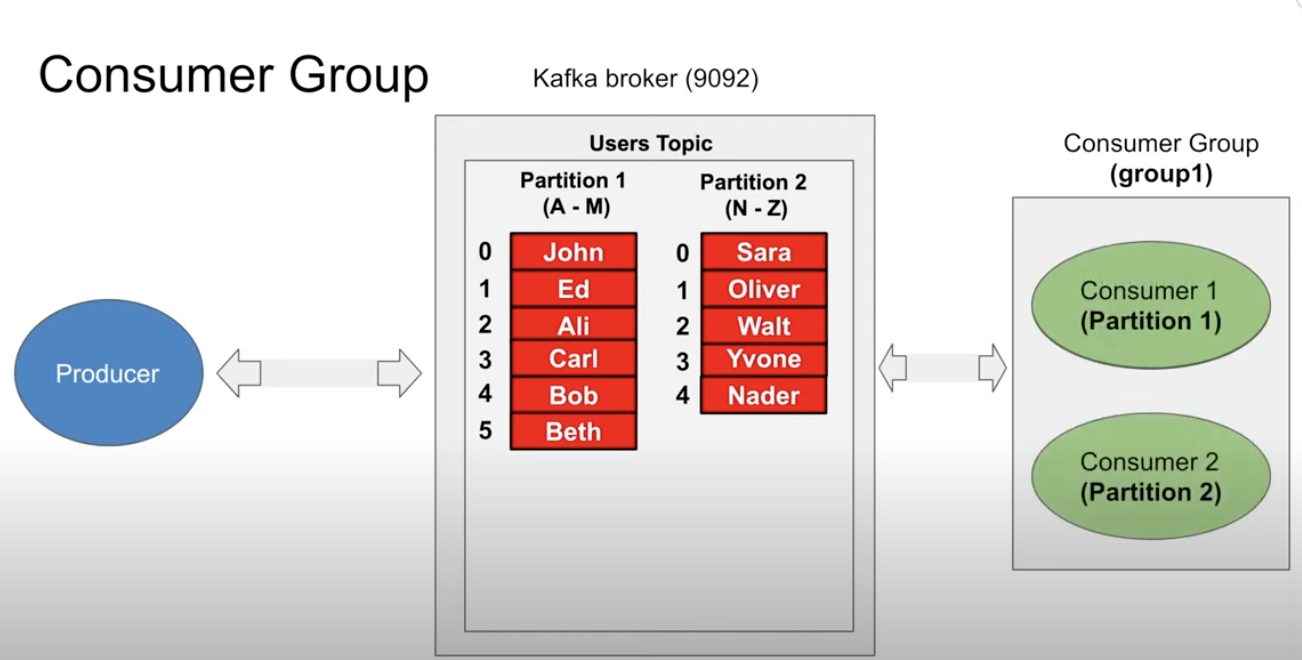 Consumer Group
Kafka broker (9092)
Users Topic
Partition 1
(A - M)
0 John
1 Ed
2 Ali
3 Carl
4 Bob
5 Beth
Partition 2
(N - Z)
0 Sara
1 Oliver
2 Walt
3 Yvone
4 Nader
Producer
Consumer Group
(group1)
Consumer 1
(Partition 1)
Consumer 2
(Partition 2)